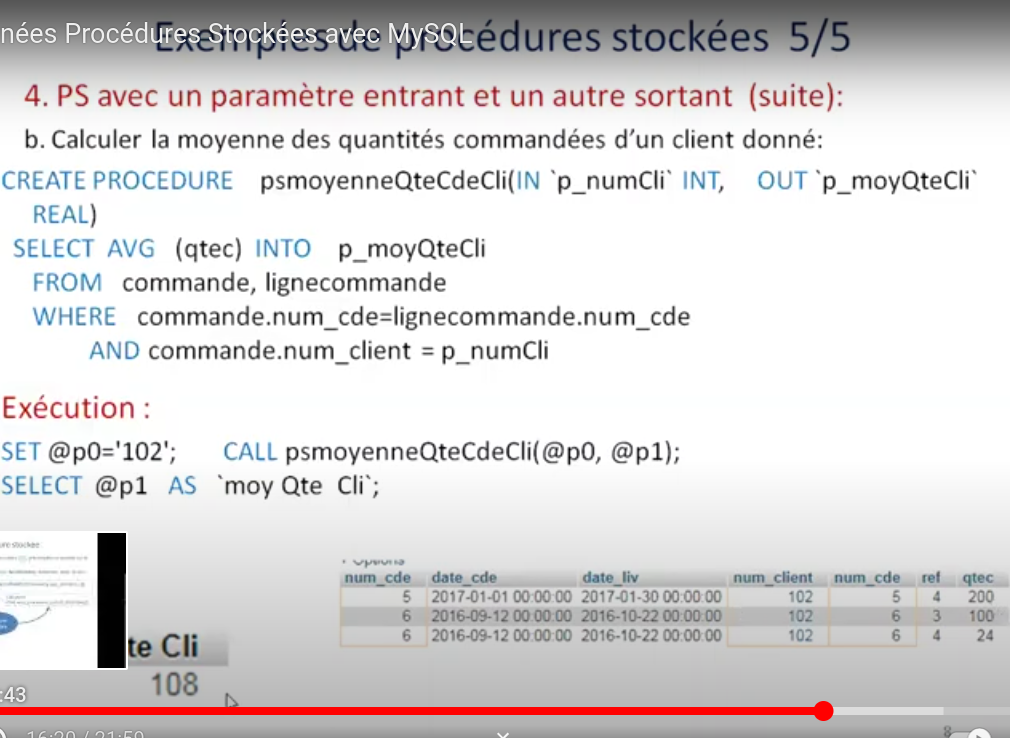 nées Procédures Stockées avec MySQL
Exemples de procédures stockées 5/5
4. PS avec un paramètre entrant et un autre sortant (suite):
b. Calculer la moyenne des quantités commandées d'un client donné:
CREATE PROCEDURE psmoyenneQteCdeCli(IN `p_numCli` INT, OUT `p_moyQteCli`
REAL)
SELECT AVG (qtec) INTO p_moyQteCli
FROM commande, lignecommande
WHERE commande.num_cde=lignecommande.num_cde
AND commande.num_client = p_numCli
Exécution :
SET @p0='102'; CALL psmoyenneQteCdeCli(@p0, @p1);
SELECT @p1 AS `moy Qte Cli`;
num_cde date_cde date_liv num_client num_cde ref qtec
5 2017-01-01 00:00:00 2017-01-30 00:00:00 102 5 4 200
6 2016-09-12 00:00:00 2016-10-22 00:00:00 102 6 3 100
6 2016-09-12 00:00:00 2016-10-22 00:00:00 102 6 4 24
te Cli
108
:43